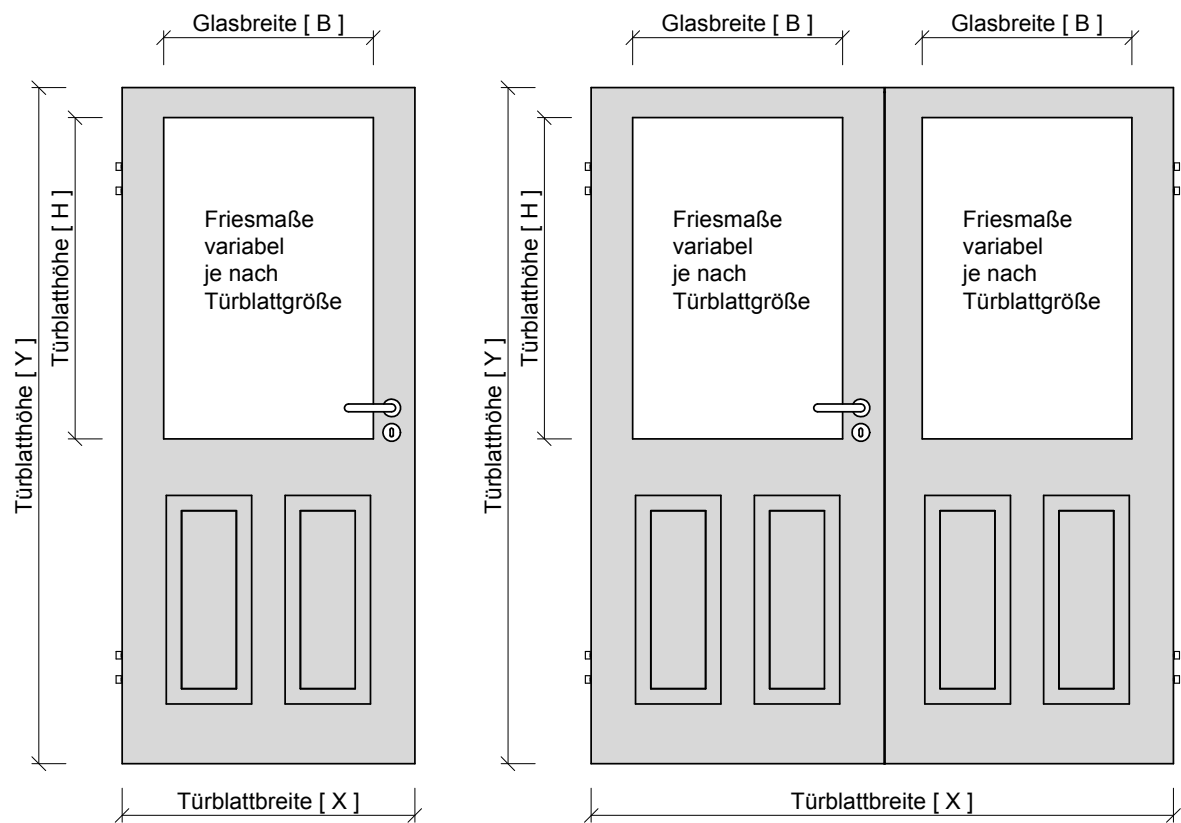 Glasbreite [ B ]
Glasbreite [ B ]
Glasbreite [ B ]
Türblatthöhe [ Y ]
Türblatthöhe [ H ]
Friesmaße
variabel
je nach
Türblattgröße
Türblatthöhe [ Y ]
Türblatthöhe [ H ]
Friesmaße
variabel
je nach
Türblattgröße
Friesmaße
variabel
je nach
Türblattgröße
Türblattbreite [ X ]
Türblattbreite [ X ]